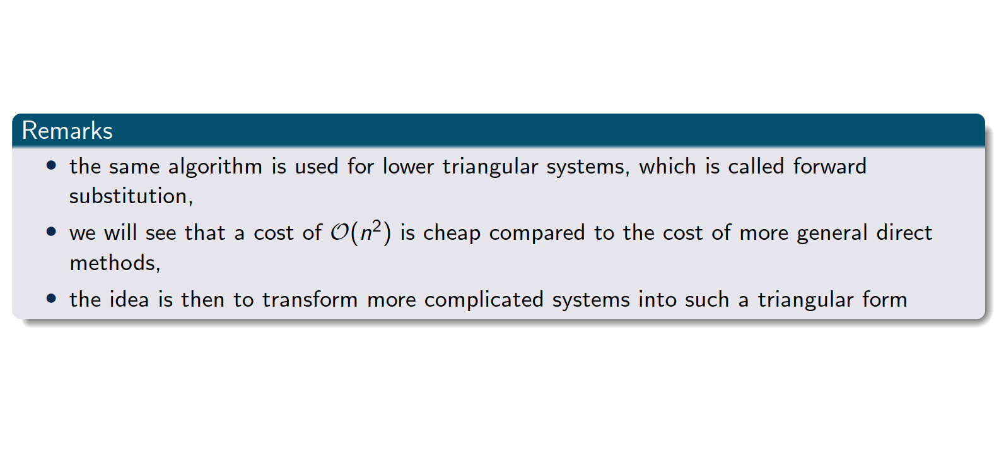 Remarks
• the same algorithm is used for lower triangular systems, which is called forward
substitution,
• we will see that a cost of 𝒪(n²) is cheap compared to the cost of more general direct
methods,
• the idea is then to transform more complicated systems into such a triangular form